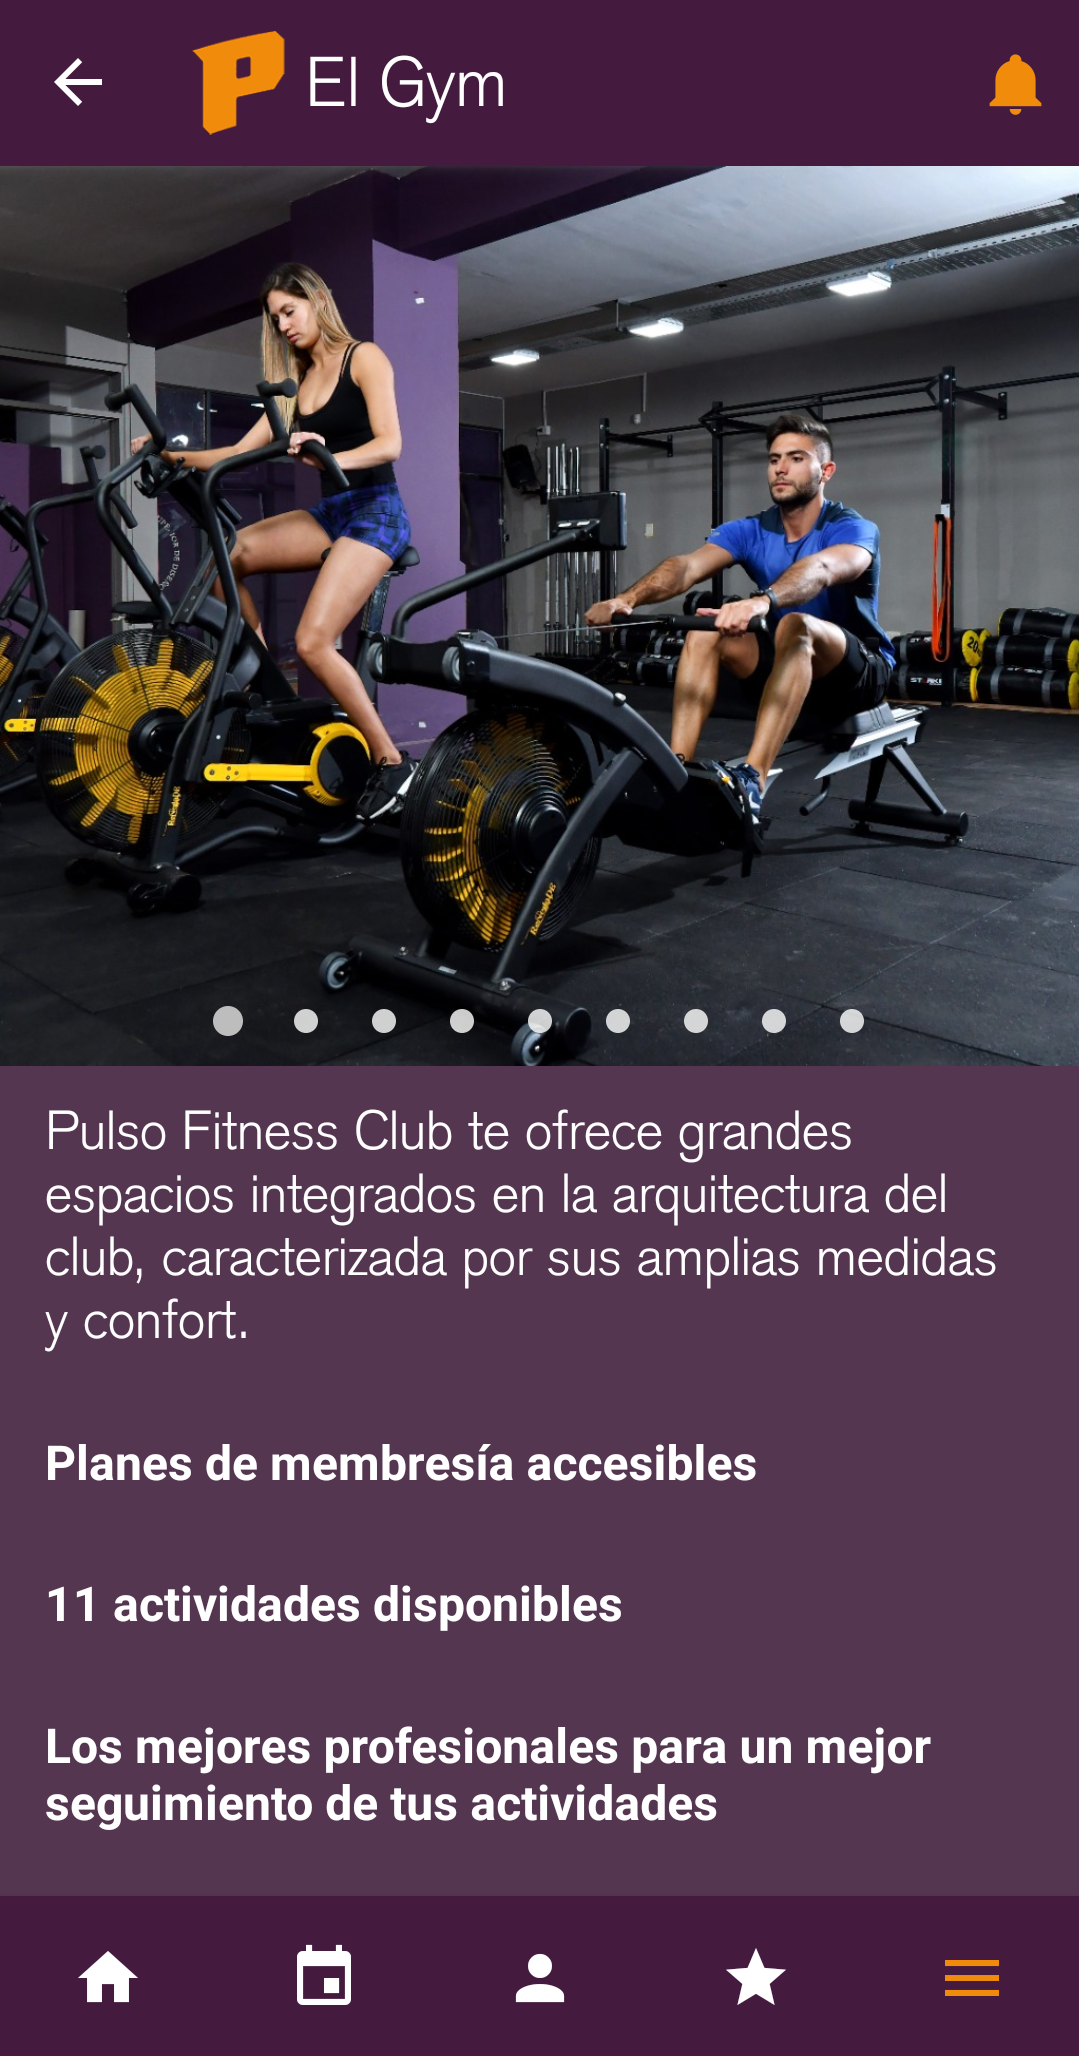 P El Gym
20
STRIKE
Pulso Fitness Club te ofrece grandes
espacios integrados en la arquitectura del
club, caracterizada por sus amplias medidas
y confort.
Planes de membresía accesibles
11 actividades disponibles
Los mejores profesionales para un mejor
seguimiento de tus actividades